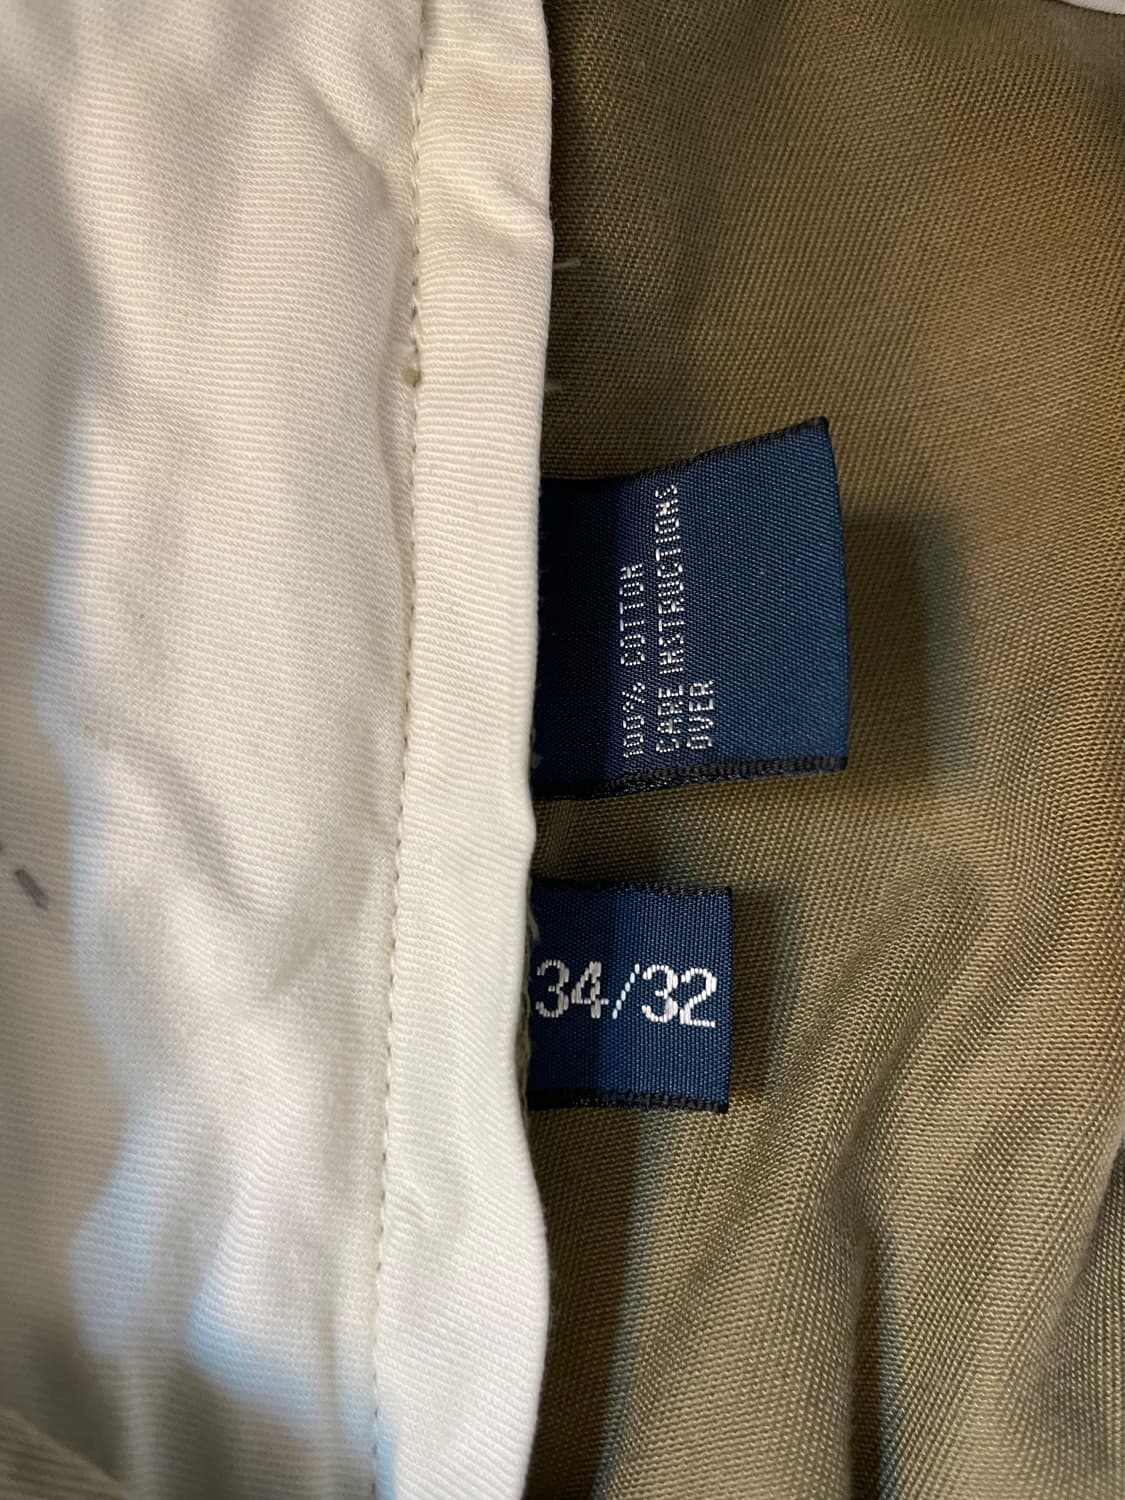 100% COTTON
CARE INSTRUCTIONS
OVER
34/32